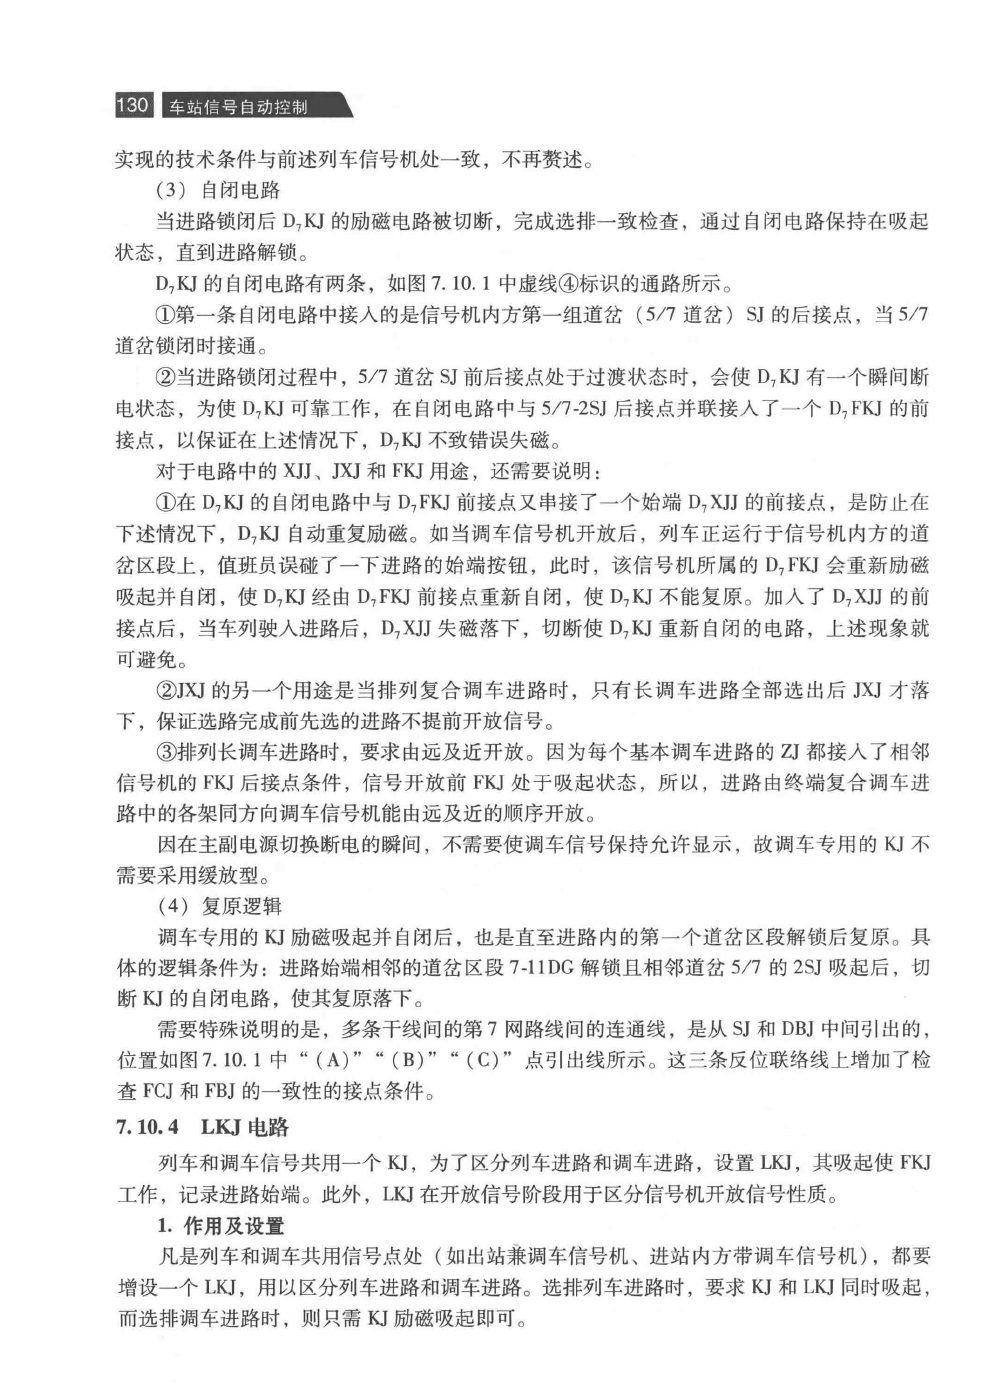 130 车站信号自动控制
实现的技术条件与前述列车信号机处一致，不再赘述。
（3）自闭电路
当进路锁闭后 D₇KJ 的励磁电路被切断，完成选排一致检查，通过自闭电路保持在吸起
状态，直到进路解锁。
D₇KJ 的自闭电路有两条，如图 7.10.1 中虚线④标识的通路所示。
①第一条自闭电路中接入的是信号机内方第一组道岔（5/7 道岔）SJ 的后接点，当 5/7
道岔锁闭时接通。
②当进路锁闭过程中，5/7 道岔 SJ 前后接点处于过渡状态时，会使 D₇KJ 有一个瞬间断
电状态，为使 D₇KJ 可靠工作，在自闭电路中与 5/7-2SJ 后接点并联接入了一个 D₇FKJ 的前
接点，以保证在上述情况下，D₇KJ 不致错误失磁。
对于电路中的 XJJ、JXJ 和 FKJ 用途，还需要说明：
①在 D₇KJ 的自闭电路中与 D₇FKJ 前接点又串接了一个始端 D₇XJJ 的前接点，是防止在
下述情况下，D₇KJ 自动重复励磁。如当调车信号机开放后，列车正运行于信号机内方的道
岔区段上，值班员误碰了一下进路的始端按钮，此时，该信号机所属的 D₇FKJ 会重新励磁
吸起并自闭，使 D₇KJ 经由 D₇FKJ 前接点重新自闭，使 D₇KJ 不能复原。加入了 D₇XJJ 的前
接点后，当车列驶入进路后，D₇XJJ 失磁落下，切断使 D₇KJ 重新自闭的电路，上述现象就
可避免。
②JXJ 的另一个用途是当排列复合调车进路时，只有长调车进路全部选出后 JXJ 才落
下，保证选路完成前先选的进路不提前开放信号。
③排列长调车进路时，要求由远及近开放。因为每个基本调车进路的 ZJ 都接入了相邻
信号机的 FKJ 后接点条件，信号开放前 FKJ 处于吸起状态，所以，进路由终端复合调车进
路中的各架同方向调车信号机能由远及近的顺序开放。
因在主副电源切换断电的瞬间，不需要使调车信号保持允许显示，故调车专用的 KJ 不
需要采用缓放型。
（4）复原逻辑
调车专用的 KJ 励磁吸起并自闭后，也是直至进路内的第一个道岔区段解锁后复原。具
体的逻辑条件为：进路始端相邻的道岔区段 7-11DG 解锁且相邻道岔 5/7 的 2SJ 吸起后，切
断 KJ 的自闭电路，使其复原落下。
需要特殊说明的是，多条干线间的第 7 网路线间的连通线，是从 SJ 和 DBJ 中间引出的，
位置如图 7.10.1 中“（A）”“（B）”“（C）”点引出线所示。这三条反位联络线上增加了检
查 FCJ 和 FBJ 的一致性的接点条件。
7.10.4 LKJ 电路
列车和调车信号共用一个 KJ，为了区分列车进路和调车进路，设置 LKJ，其吸起使 FKJ
工作，记录进路始端。此外，LKJ 在开放信号阶段用于区分信号机开放信号性质。
1. 作用及设置
凡是列车和调车共用信号点处（如出站兼调车信号机、进站内方带调车信号机），都要
增设一个 LKJ，用以区分列车进路和调车进路。选排列车进路时，要求 KJ 和 LKJ 同时吸起，
而选排调车进路时，则只需 KJ 励磁吸起即可。